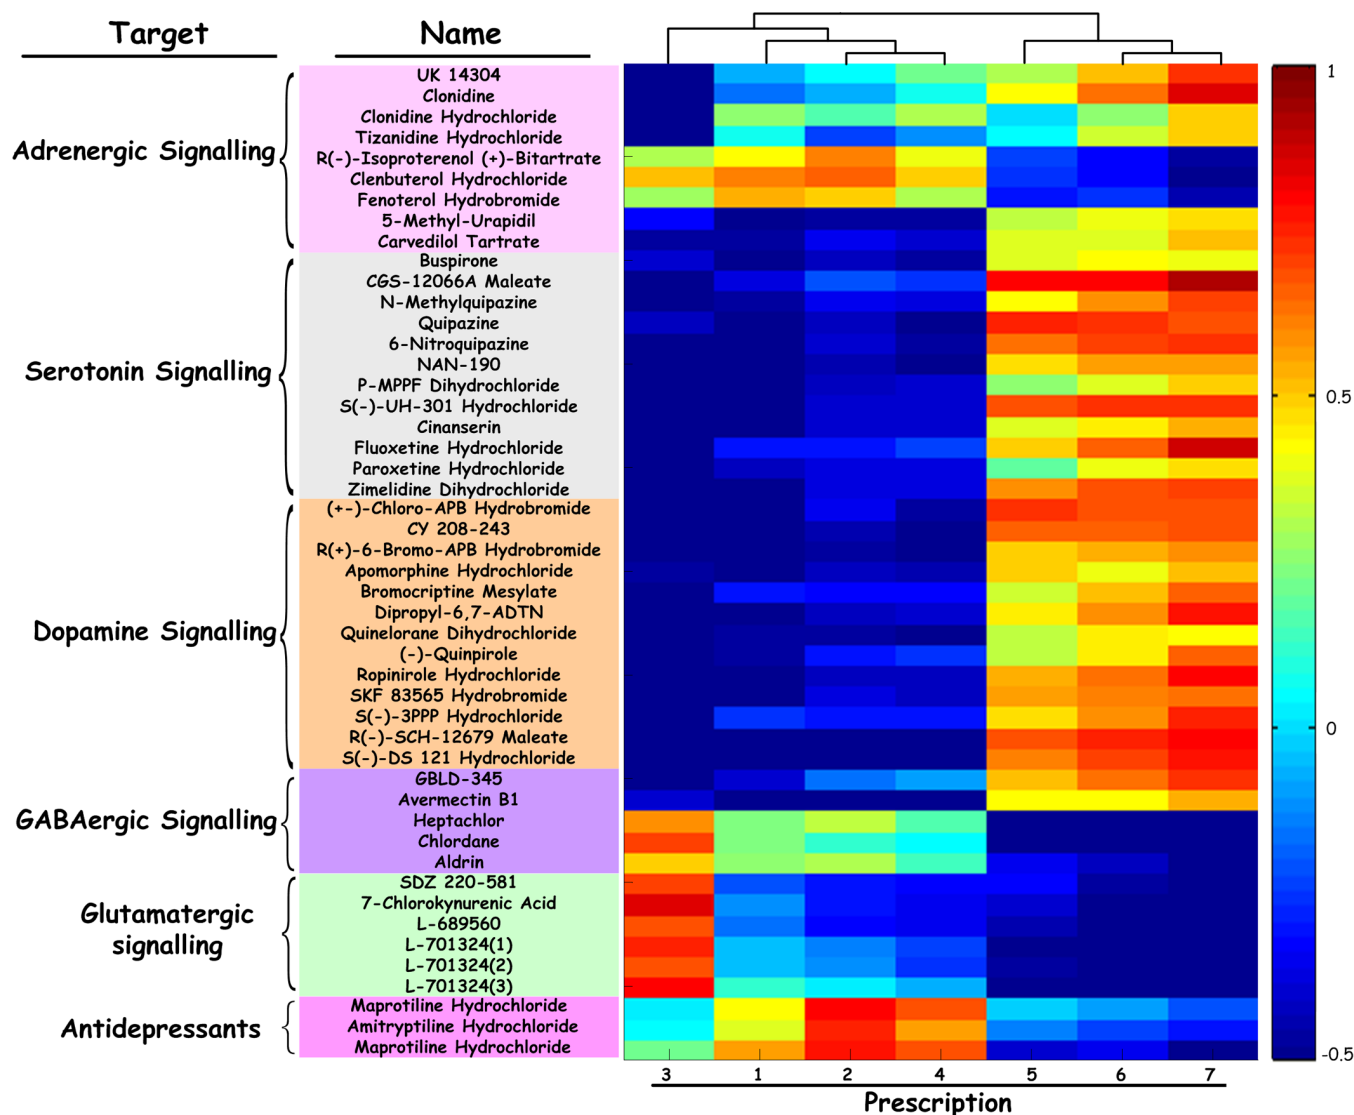 Target
Name
Adrenergic Signalling
UK 14304
Clonidine
Clonidine Hydrochloride
Tizanidine Hydrochloride
R(-)-Isoproterenol (+)-Bitartrate
Clenbuterol Hydrochloride
Fenoterol Hydrobromide
5-Methyl-Urapidil
Carvedilol Tartrate
Serotonin Signalling
Buspirone
CGS-12066A Maleate
N-Methylquipazine
Quipazine
6-Nitroquipazine
NAN-190
P-MPPF Dihydrochloride
S(-)-UH-301 Hydrochloride
Cinanserin
Fluoxetine Hydrochloride
Paroxetine Hydrochloride
Zimelidine Dihydrochloride
Dopamine Signalling
(+-)-Chloro-APB Hydrobromide
CY 208-243
R(+)-6-Bromo-APB Hydrobromide
Apomorphine Hydrochloride
Bromocriptine Mesylate
Dipropyl-6,7-ADTN
Quinelorane Dihydrochloride
(-)-Quinpirole
Ropinirole Hydrochloride
SKF 83565 Hydrobromide
S(-)-3PPP Hydrochloride
R(-)-SCH-12679 Maleate
S(-)-DS 121 Hydrochloride
GABAergic Signalling
GBLD-345
Avermectin B1
Heptachlor
Chlordane
Aldrin
Glutamatergic
signalling
SDZ 220-581
7-Chlorokynurenic Acid
L-689560
L-701324(1)
L-701324(2)
L-701324(3)
Antidepressants
Maprotiline Hydrochloride
Amitryptiline Hydrochloride
Maprotiline Hydrochloride
1
0.5
0
-0.5
3 1 2 4 5 6 7
Prescription